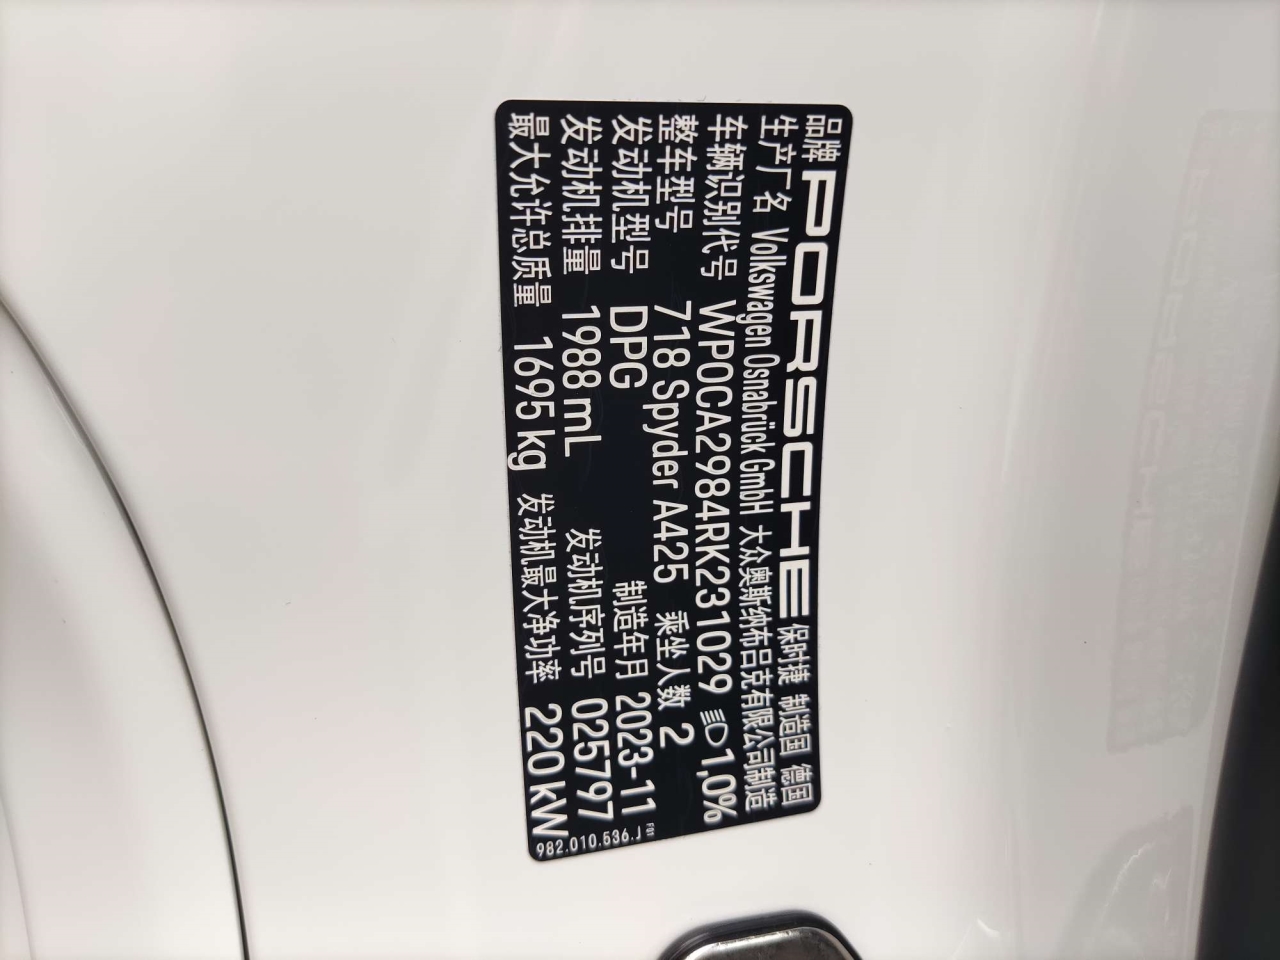 品牌 PORSCHE 保时捷 制造国 德国
生产厂名 Volkswagen Osnabrück GmbH 大众奥斯纳布吕克有限公司制造
车辆识别代号 WP0CA2984RK231029 1,0%
整车型号 718 Spyder A425 乘坐人数 2
发动机型号 DPG 制造年月 2023-11
发动机排量 1988 mL 发动机序列号 025797
最大允许总质量 1695 kg 发动机最大净功率 220 kW
982.010.536.J